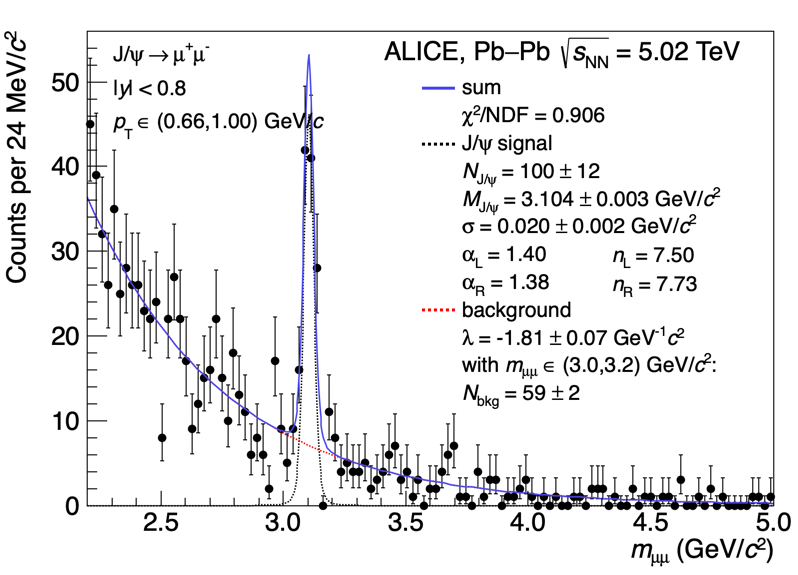 Counts per 24 MeV/c²
50
40
30
20
10
0
J/ψ → μ⁺μ⁻
|y| < 0.8
p_T ∈ (0.66,1.00) GeV/c
ALICE, Pb–Pb √s_NN = 5.02 TeV
sum
χ²/NDF = 0.906
J/ψ signal
N_J/ψ = 100 ± 12
M_J/ψ = 3.104 ± 0.003 GeV/c²
σ = 0.020 ± 0.002 GeV/c²
α_L = 1.40 n_L = 7.50
α_R = 1.38 n_R = 7.73
background
λ = -1.81 ± 0.07 GeV⁻¹c²
with m_μμ ∈ (3.0,3.2) GeV/c²:
N_bkg = 59 ± 2
2.5 3.0 3.5 4.0 4.5 5.0
m_μμ (GeV/c²)